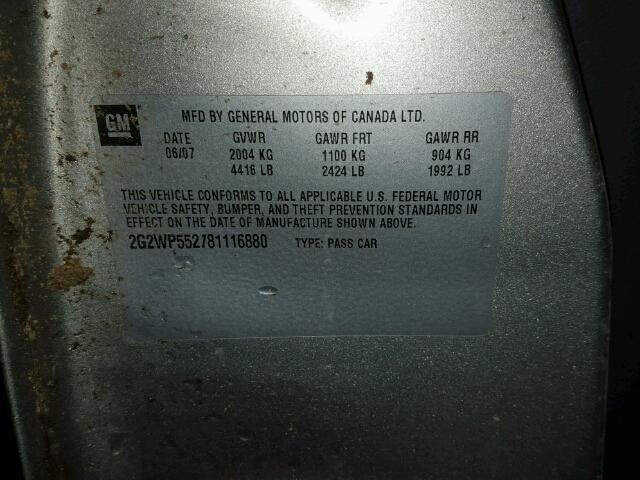 GM
MFD BY GENERAL MOTORS OF CANADA LTD.
DATE GVWR GAWR FRT GAWR RR
06/07 2004 KG 1100 KG 904 KG
4416 LB 2424 LB 1992 LB
THIS VEHICLE CONFORMS TO ALL APPLICABLE U.S. FEDERAL MOTOR
VEHICLE SAFETY, BUMPER, AND THEFT PREVENTION STANDARDS IN
EFFECT ON THE DATE OF MANUFACTURE SHOWN ABOVE.
2G2WP552781116880 TYPE: PASS CAR